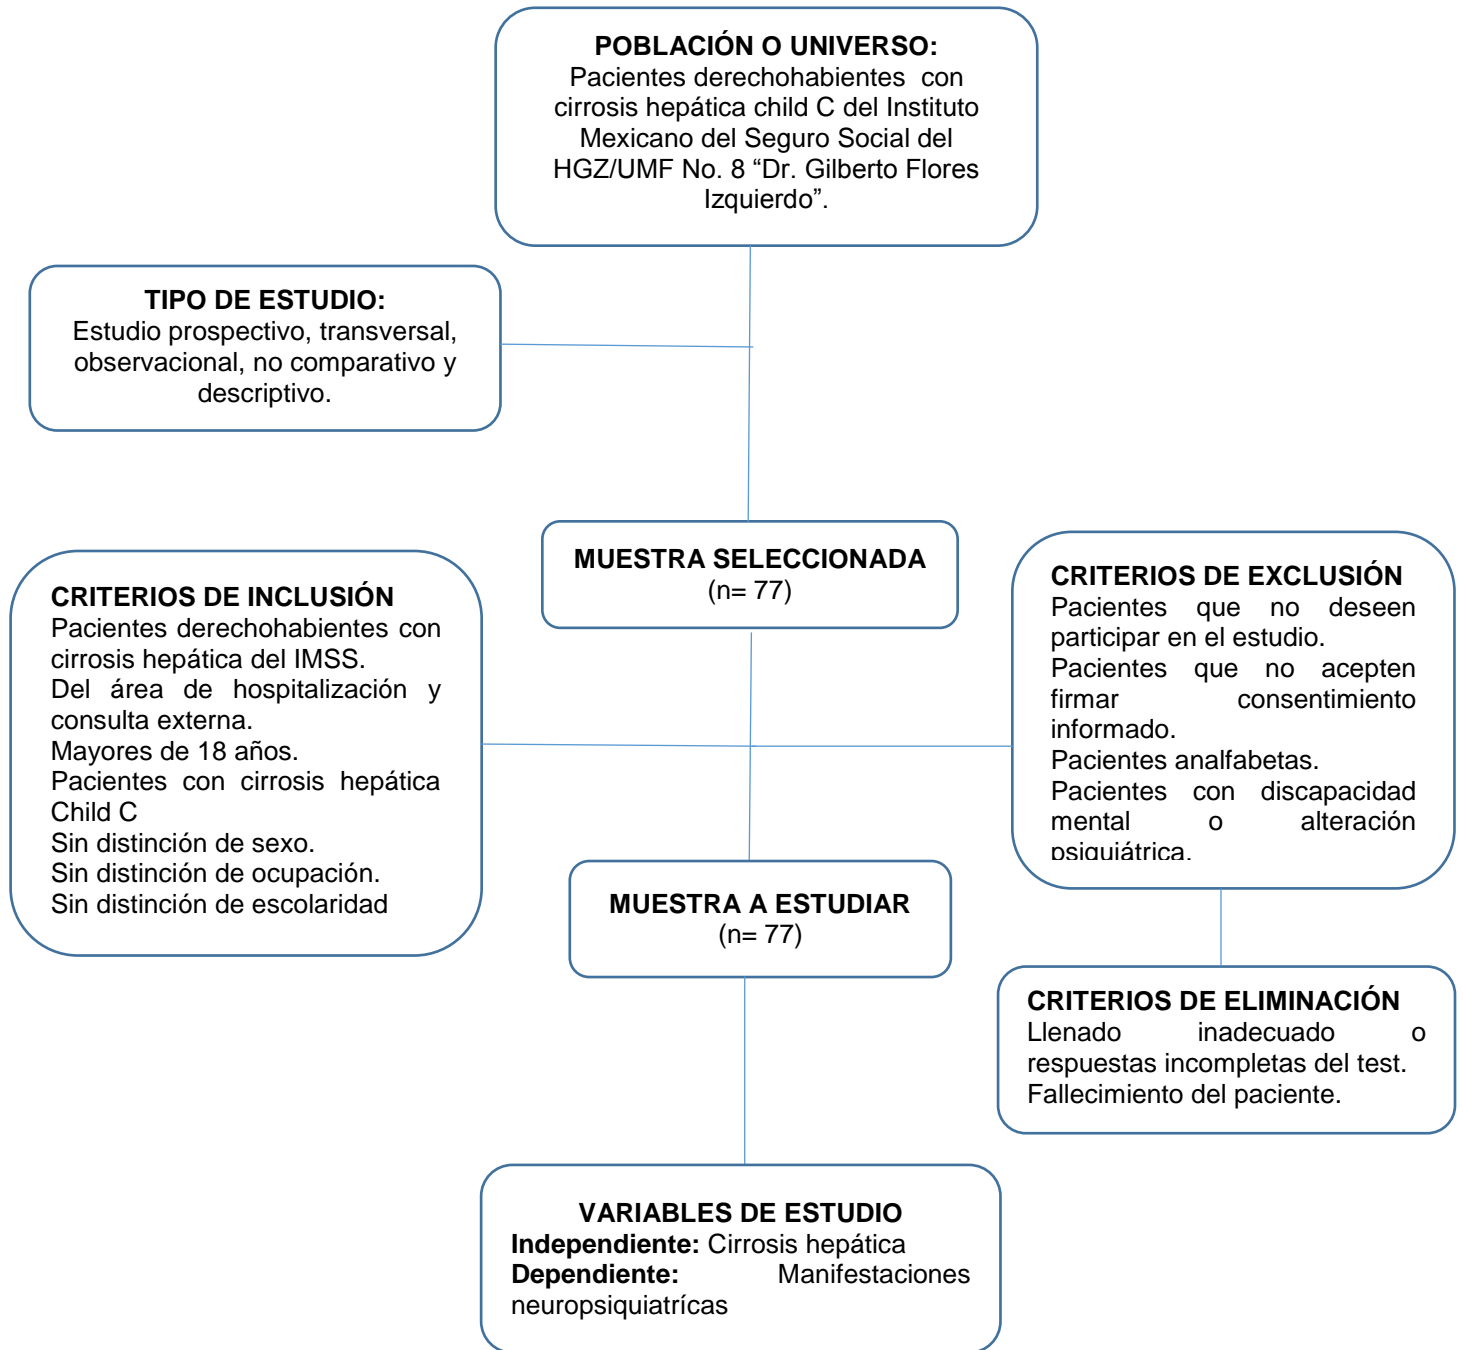 POBLACIÓN O UNIVERSO:
Pacientes derechohabientes con
cirrosis hepática child C del Instituto
Mexicano del Seguro Social del
HGZ/UMF No. 8 “Dr. Gilberto Flores
Izquierdo”.
TIPO DE ESTUDIO:
Estudio prospectivo, transversal,
observacional, no comparativo y
descriptivo.
MUESTRA SELECCIONADA
(n= 77)
CRITERIOS DE INCLUSIÓN
Pacientes derechohabientes con
cirrosis hepática del IMSS.
Del área de hospitalización y
consulta externa.
Mayores de 18 años.
Pacientes con cirrosis hepática
Child C
Sin distinción de sexo.
Sin distinción de ocupación.
Sin distinción de escolaridad
CRITERIOS DE EXCLUSIÓN
Pacientes que no deseen
participar en el estudio.
Pacientes que no acepten
firmar consentimiento
informado.
Pacientes analfabetas.
Pacientes con discapacidad
mental o alteración
psiquiátrica.
MUESTRA A ESTUDIAR
(n= 77)
CRITERIOS DE ELIMINACIÓN
Llenado inadecuado o
respuestas incompletas del test.
Fallecimiento del paciente.
VARIABLES DE ESTUDIO
Independiente: Cirrosis hepática
Dependiente: Manifestaciones
neuropsiquiatrícas